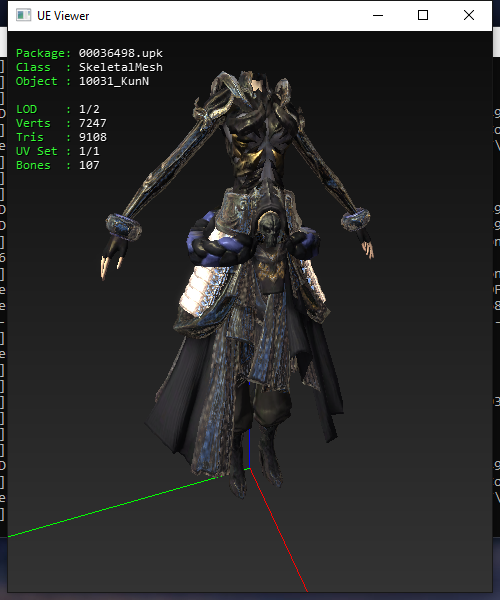 UE Viewer
Package: 00036498.upk
Class  : SkeletalMesh
Object : 10031_KunN
LOD    : 1/2
Verts  : 7247
Tris   : 9108
UV Set : 1/1
Bones  : 107